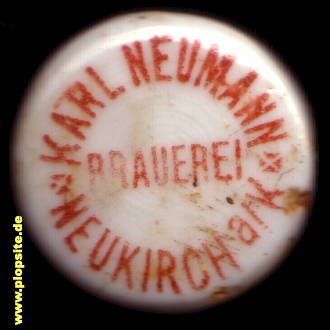 KARL NEUMANN
BRAUEREI
NEUKIRCH a/K
www.plopsite.de